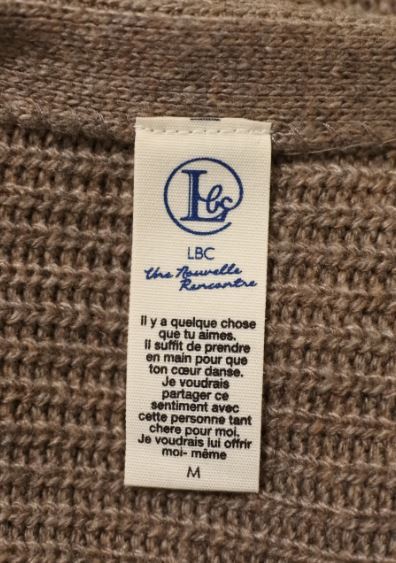 Lbc
LBC
Une Nouvelle
Rencontre
Il y a quelque chose
que tu aimes.
Il suffit de prendre
en main pour que
ton cœur danse.
Je voudrais
partager ce
sentiment avec
cette personne tant
chere pour moi.
Je voudrais lui offrir
moi- même
M